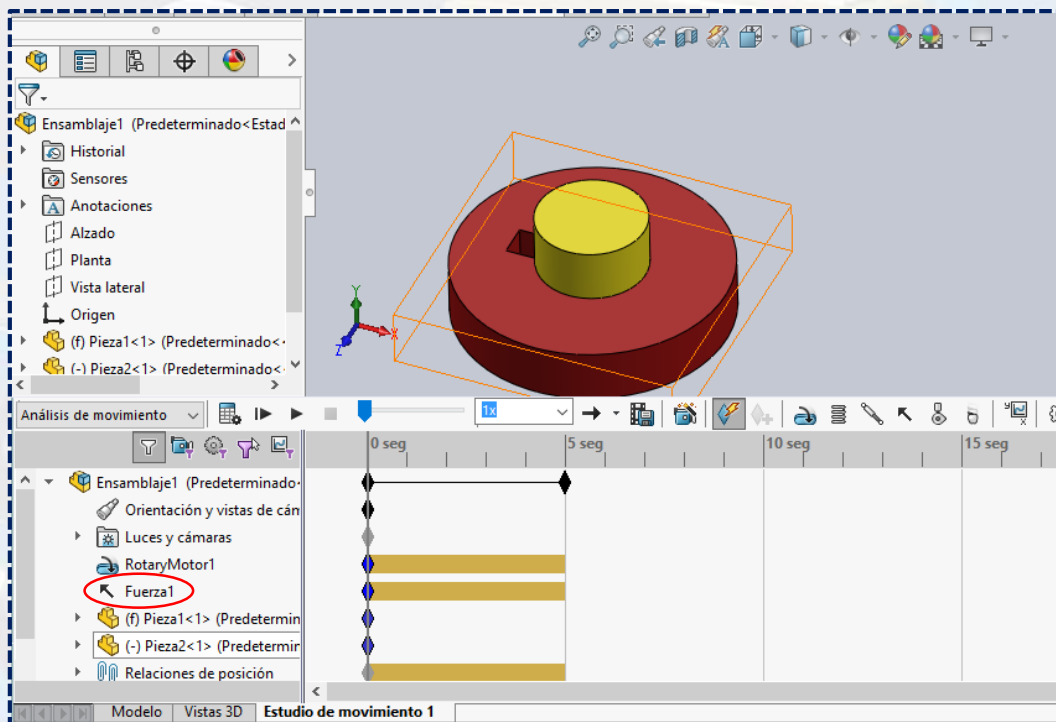 Ensamblaje1 (Predeterminado<Estad
Historial
Sensores
Anotaciones
Alzado
Planta
Vista lateral
Origen
(f) Pieza1<1> (Predeterminado<
(-) Pieza2<1> (Predeterminado<
Y
X
Z
Análisis de movimiento
1x
0 seg 5 seg 10 seg 15 seg
Ensamblaje1 (Predeterminado
Orientación y vistas de cám
Luces y cámaras
RotaryMotor1
Fuerza1
(f) Pieza1<1> (Predetermin
(-) Pieza2<1> (Predetermin
Relaciones de posición
Modelo Vistas 3D Estudio de movimiento 1